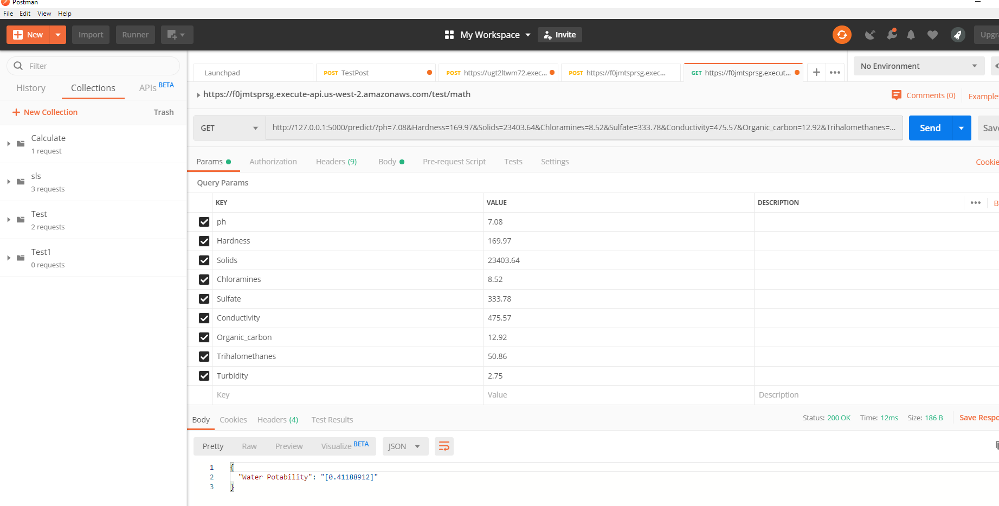 Postman
File Edit View Help
New Import Runner My Workspace Invite Upgr
Filter
History Collections APIs BETA
New Collection Trash
Calculate
1 request
sls
3 requests
Test
2 requests
Test1
0 requests
Launchpad POST TestPost POST https://ugt2ltwm72.exec... POST https://f0jmtsprsg.exec... GET https://f0jmtsprsg.execut... + ••• No Environment
https://f0jmtsprsg.execute-api.us-west-2.amazonaws.com/test/math Comments (0) Example
GET http://127.0.0.1:5000/predict/?ph=7.08&Hardness=169.97&Solids=23403.64&Chloramines=8.52&Sulfate=333.78&Conductivity=475.57&Organic_carbon=12.92&Trihalomethanes=... Send Save
Params Authorization Headers (9) Body Pre-request Script Tests Settings Cookie
Query Params
KEY VALUE DESCRIPTION ••• B
ph 7.08
Hardness 169.97
Solids 23403.64
Chloramines 8.52
Sulfate 333.78
Conductivity 475.57
Organic_carbon 12.92
Trihalomethanes 50.86
Turbidity 2.75
Key Value Description
Body Cookies Headers (4) Test Results Status: 200 OK Time: 12ms Size: 186 B Save Respo
Pretty Raw Preview Visualize BETA JSON
1 {
2 "Water Potability": "[0.41188912]"
3 }